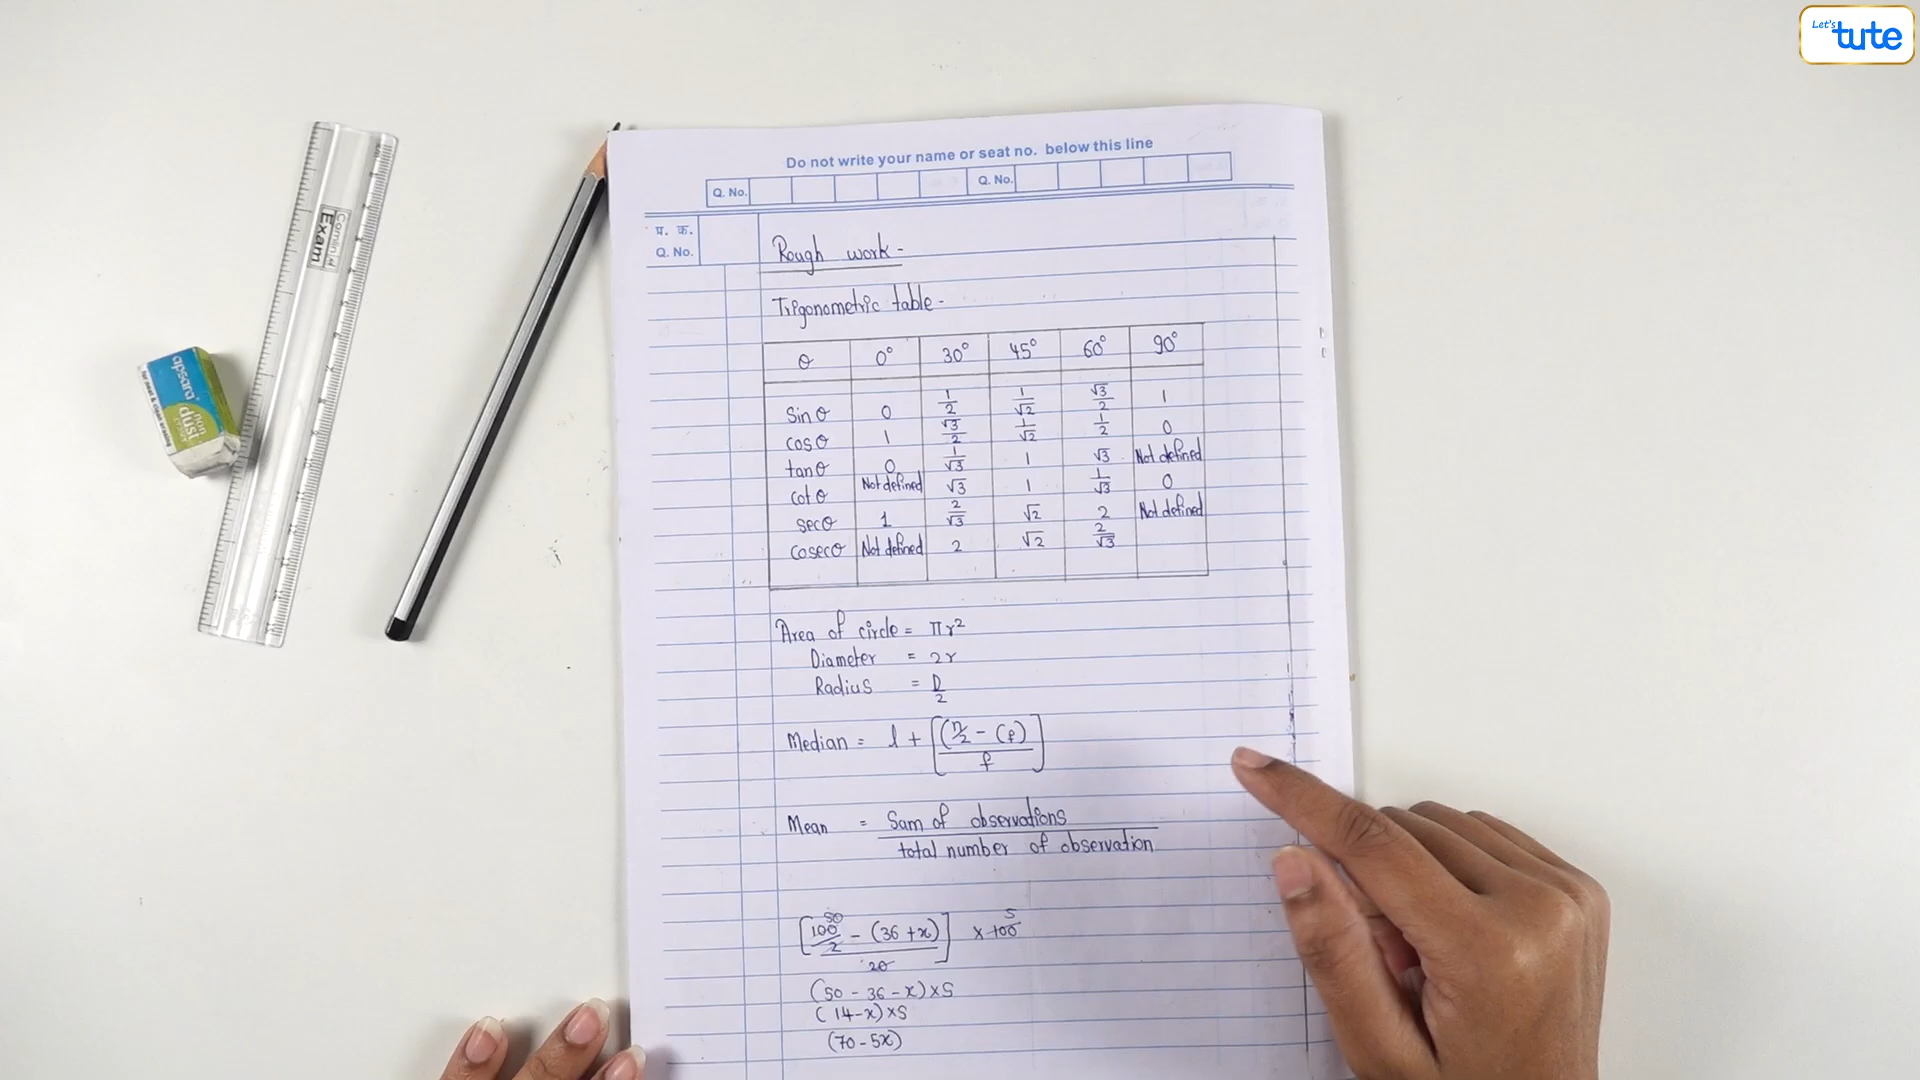 Let's tute
Do not write your name or seat no. below this line
Q. No. Q. No.
प्र. क्र.
Q. No.
Rough work -
Trigonometric table -
θ 0° 30° 45° 60° 90°
sin θ 0 1/2 1/√2 √3/2 1
cos θ 1 √3/2 1/√2 1/2 0
tan θ 0 1/√3 1 √3 Not defined
cot θ Not defined √3 1 1/√3 0
sec θ 1 2/√3 √2 2 Not defined
cosec θ Not defined 2 √2 2/√3
Area of circle = πr²
Diameter = 2r
Radius = D/2
Median = l + [(n/2 - cf)/f]
Mean = Sum of observations
total number of observation
[100/2 50 - (36 + x) / 20] × 100 5
(50 - 36 - x) × 5
(14 - x) × 5
(70 - 5x)
Camlin
Exam
apsara
non
dust